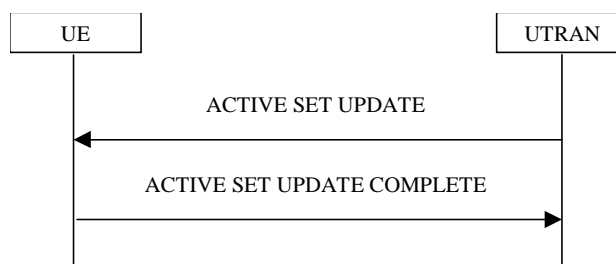 UE
UTRAN
ACTIVE SET UPDATE
ACTIVE SET UPDATE COMPLETE